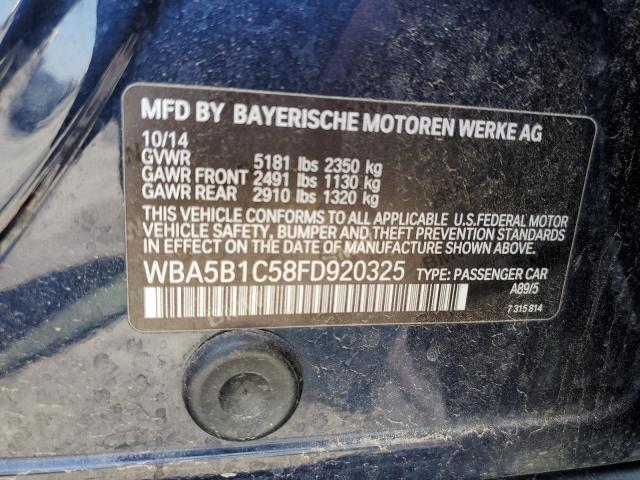 MFD BY BAYERISCHE MOTOREN WERKE AG
10/14
GVWR 5181 lbs 2350 kg
GAWR FRONT 2491 lbs 1130 kg
GAWR REAR 2910 lbs 1320 kg
THIS VEHICLE CONFORMS TO ALL APPLICABLE U.S.FEDERAL MOTOR
VEHICLE SAFETY, BUMPER AND THEFT PREVENTION STANDARDS
IN EFFECT ON THE DATE OF MANUFACTURE SHOWN ABOVE.
WBA5B1C58FD920325 TYPE: PASSENGER CAR
A89/5
7 315 814